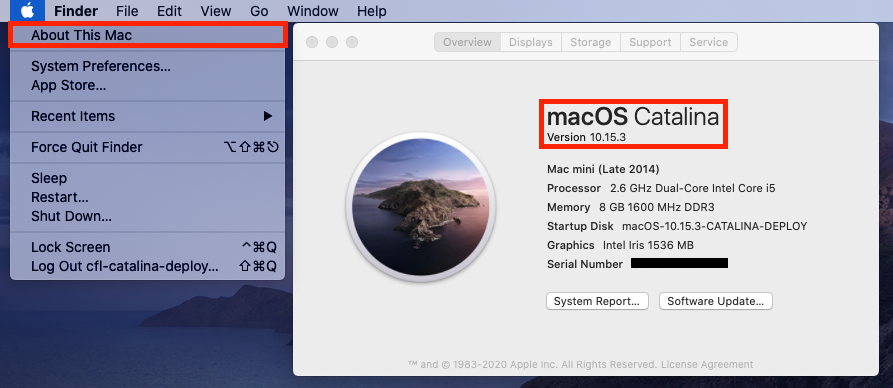 Finder File Edit View Go Window Help
About This Mac
System Preferences...
App Store...
Recent Items
Force Quit Finder ⌥⇧⌘⎋
Sleep
Restart...
Shut Down...
Lock Screen ^⌘Q
Log Out cfl-catalina-deploy... ⇧⌘Q
Overview Displays Storage Support Service
macOS Catalina
Version 10.15.3
Mac mini (Late 2014)
Processor 2.6 GHz Dual-Core Intel Core i5
Memory 8 GB 1600 MHz DDR3
Startup Disk macOS-10.15.3-CATALINA-DEPLOY
Graphics Intel Iris 1536 MB
Serial Number
System Report... Software Update...
™ and © 1983-2020 Apple Inc. All Rights Reserved. License Agreement